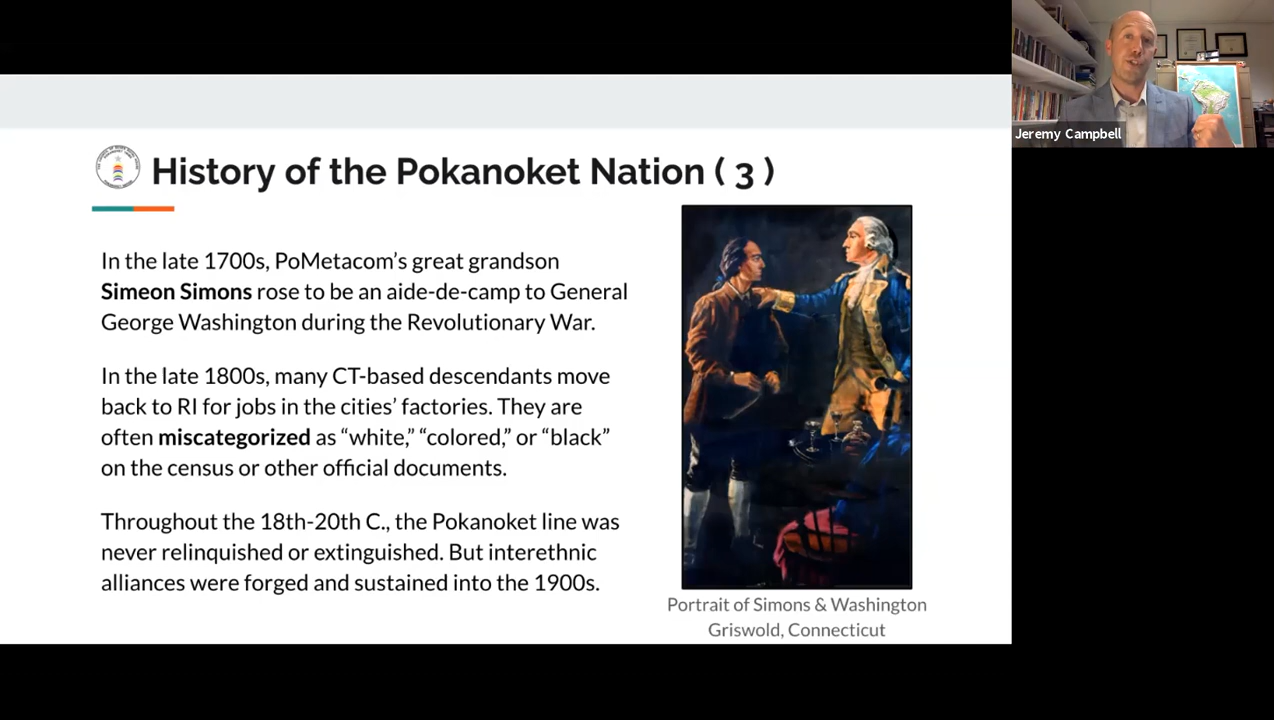 Jeremy Campbell
History of the Pokanoket Nation ( 3 )
In the late 1700s, PoMetacom’s great grandson
Simeon Simons rose to be an aide-de-camp to General
George Washington during the Revolutionary War.
In the late 1800s, many CT-based descendants move
back to RI for jobs in the cities’ factories. They are
often miscategorized as “white,” “colored,” or “black”
on the census or other official documents.
Throughout the 18th-20th C., the Pokanoket line was
never relinquished or extinguished. But interethnic
alliances were forged and sustained into the 1900s.
Portrait of Simons & Washington
Griswold, Connecticut